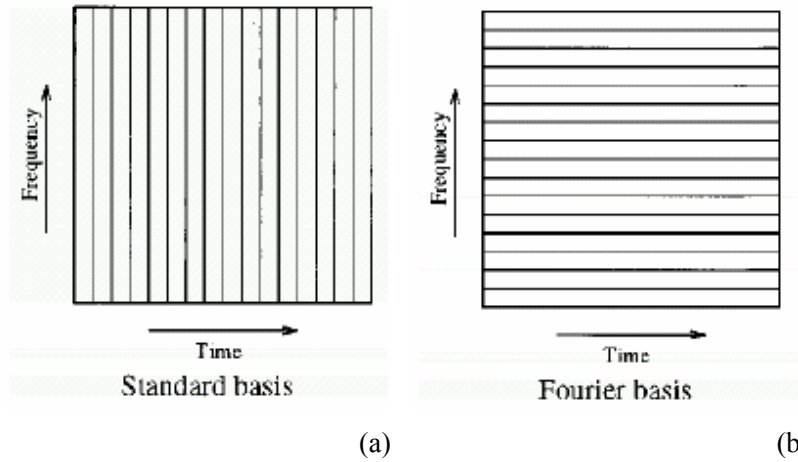 Frequency
Time
Standard basis
(a)
Frequency
Time
Fourier basis
(b